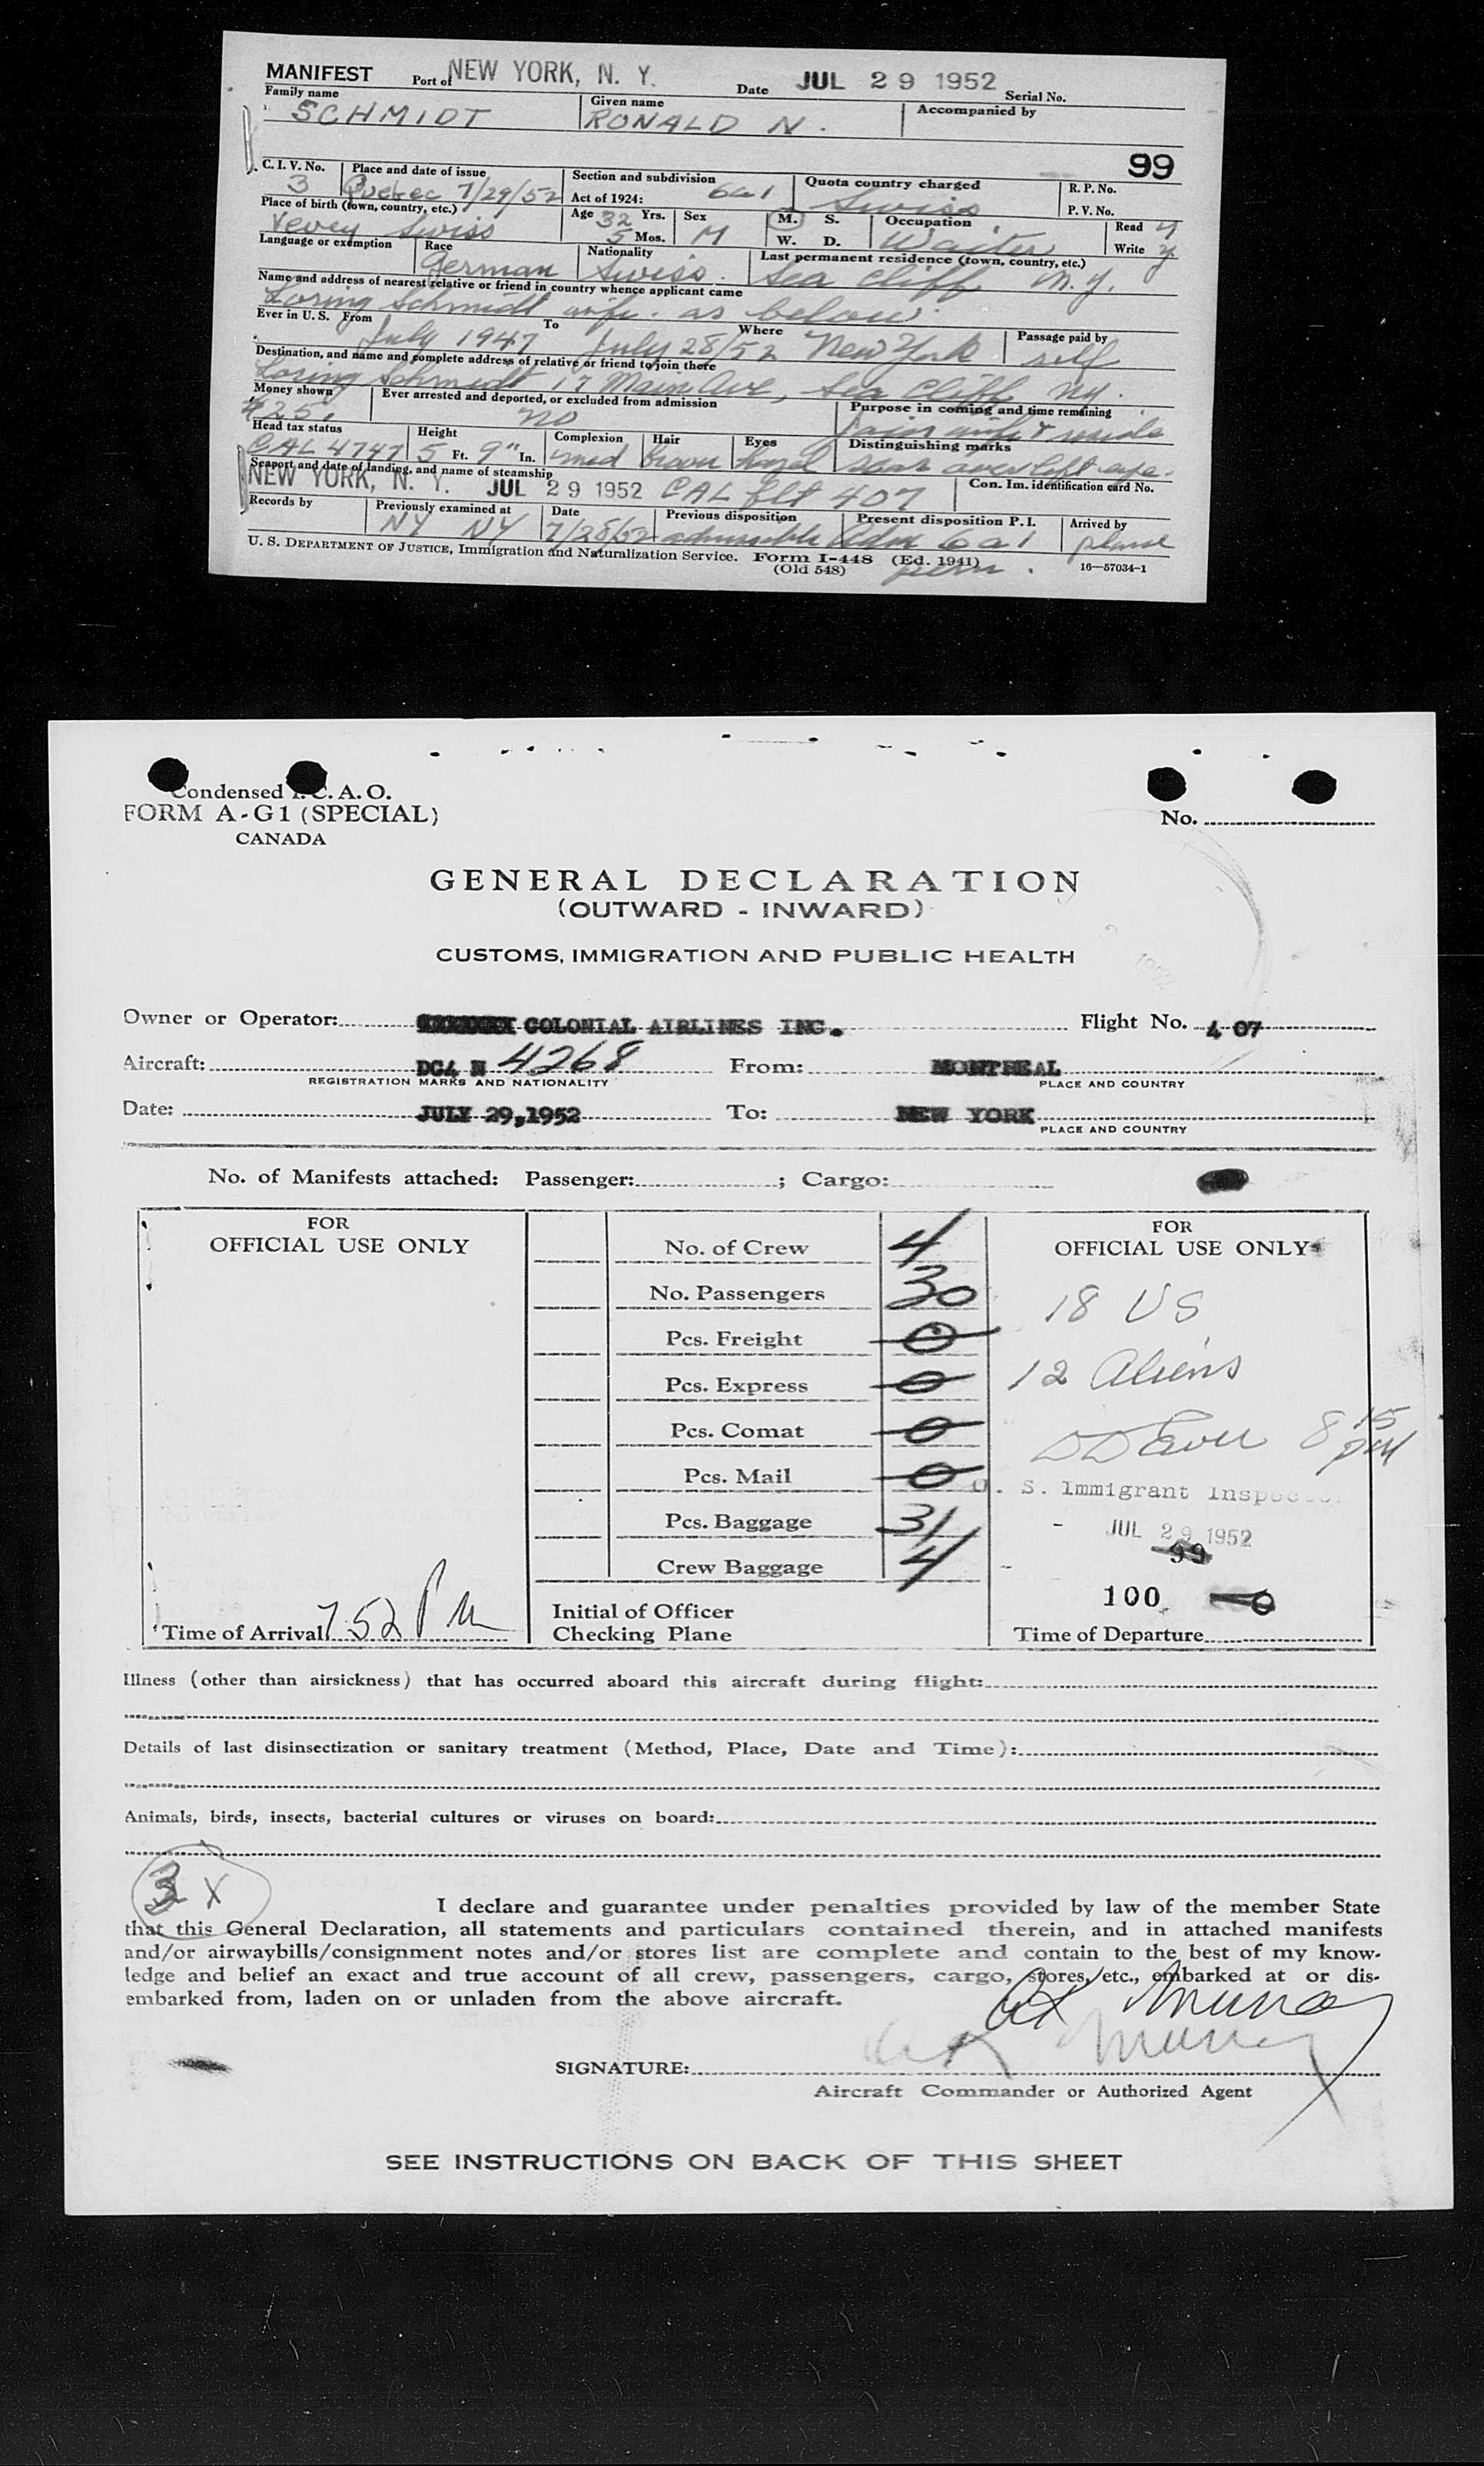 MANIFEST Port of NEW YORK, N. Y. Date JUL 29 1952 Serial No.
Family name Given name Accompanied by
SCHMIDT RONALD N.
99
C. I. V. No. Place and date of issue Section and subdivision Quota country charged R. P. No.
3 Quebec 7/29/52 Act of 1924: 6a1 Swiss P. V. No.
Place of birth (town, country, etc.) Age 32 Yrs. Sex M. S. Occupation Read y
Vevey Swiss 5 Mos. M W. D. Waiter Write y
Language or exemption Race Nationality Last permanent residence (town, country, etc.)
German Swiss. Sea Cliff N.Y.
Name and address of nearest relative or friend in country whence applicant came
Loring Schmidt wife. as below.
Ever in U. S. From To Where Passage paid by
July 1947 July 28/52 New York self
Destination, and name and complete address of relative or friend to join there
Loring Schmidt 17 Main Ave, Sea Cliff NY.
Money shown Ever arrested and deported, or excluded from admission Purpose in coming and time remaining
$25. no join wife & reside
Head tax status Height Complexion Hair Eyes Distinguishing marks
CAL 4747 5 Ft. 9" In. med brown hazel scar over left eye.
Seaport and date of landing, and name of steamship Con. Im. identification card No.
NEW YORK, N. Y. JUL 29 1952 CAL flt 407
Records by Previously examined at Date Previous disposition Present disposition P. I. Arrived by
NY NY 7/28/52 admissible Adm 6a1 plane
U. S. DEPARTMENT OF JUSTICE, Immigration and Naturalization Service. Form I-448 (Ed. 1941) 16—57034-1
(Old 548) perm.
Condensed I. C. A. O.
FORM A-G1 (SPECIAL)
CANADA
No.
GENERAL DECLARATION
(OUTWARD - INWARD)
CUSTOMS, IMMIGRATION AND PUBLIC HEALTH
Owner or Operator: COLONIAL AIRLINES INC. Flight No. 407
Aircraft: DC4 N 4268 From: MONTREAL
REGISTRATION MARKS AND NATIONALITY PLACE AND COUNTRY
Date: JULY 29,1952 To: NEW YORK
PLACE AND COUNTRY
No. of Manifests attached: Passenger: ; Cargo:
FOR FOR
OFFICIAL USE ONLY OFFICIAL USE ONLY
No. of Crew 4
No. Passengers 30 18 US
Pcs. Freight 0
Pcs. Express 0 12 Aliens
Pcs. Comat 0 8 15 PM
Pcs. Mail 0 U. S. Immigrant Inspector
Pcs. Baggage 31 JUL 29 1952
99
Crew Baggage 4
100
Time of Arrival 7 52 PM Initial of Officer
Checking Plane Time of Departure
Illness (other than airsickness) that has occurred aboard this aircraft during flight:
Details of last disinsectization or sanitary treatment (Method, Place, Date and Time):
Animals, birds, insects, bacterial cultures or viruses on board:
3 X
I declare and guarantee under penalties provided by law of the member State
that this General Declaration, all statements and particulars contained therein, and in attached manifests
and/or airwaybills/consignment notes and/or stores list are complete and contain to the best of my know-
ledge and belief an exact and true account of all crew, passengers, cargo, stores, etc., embarked at or dis-
embarked from, laden on or unladen from the above aircraft.
SIGNATURE:
Aircraft Commander or Authorized Agent
SEE INSTRUCTIONS ON BACK OF THIS SHEET